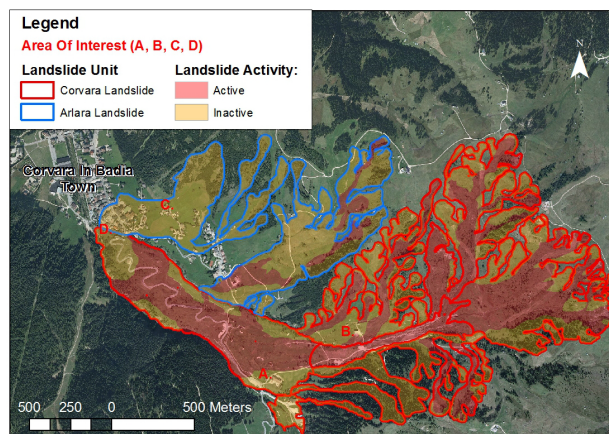 Legend
Area Of Interest (A, B, C, D)
Landslide Unit
Landslide Activity:
Corvara Landslide
Active
Arlara Landslide
Inactive
N
Corvara In Badia
Town
C
D
B
A
500 250 0 500 Meters